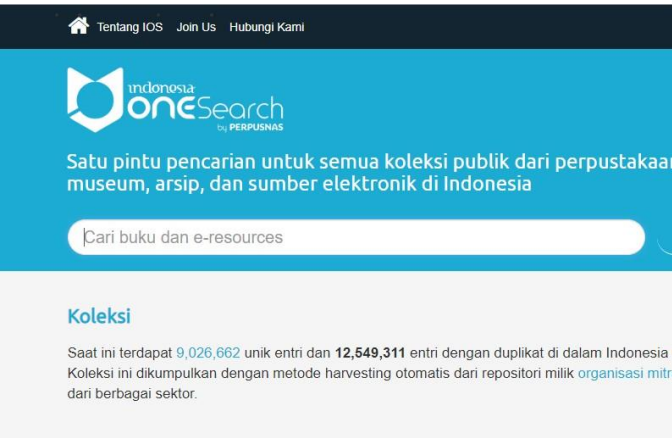 Tentang IOS Join Us Hubungi Kami
indonesia
onesearch
by PERPUSNAS
Satu pintu pencarian untuk semua koleksi publik dari perpustakaan
museum, arsip, dan sumber elektronik di Indonesia
Cari buku dan e-resources
Koleksi
Saat ini terdapat 9,026,662 unik entri dan 12,549,311 entri dengan duplikat di dalam Indonesia
Koleksi ini dikumpulkan dengan metode harvesting otomatis dari repositori milik organisasi mitr
dari berbagai sektor.